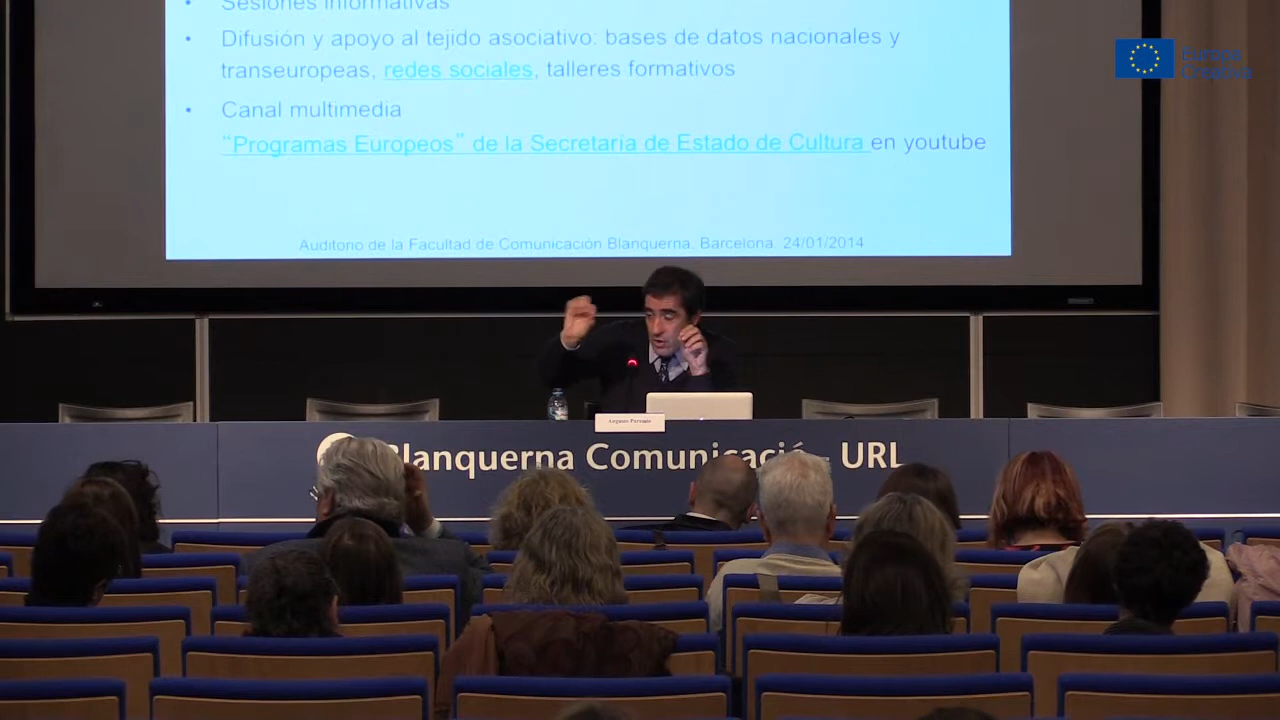 • Sesiones informativas
• Difusión y apoyo al tejido asociativo: bases de datos nacionales y
transeuropeas, redes sociales, talleres formativos
• Canal multimedia
“Programas Europeos” de la Secretaría de Estado de Cultura en youtube
Auditorio de la Facultad de Comunicación Blanquerna, Barcelona. 24/01/2014
Europa
Creativa
Augusto Paramio
Blanquerna Comunicació - URL